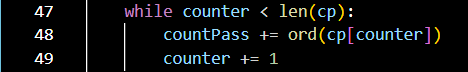 47 while counter < len(cp):
48 countPass += ord(cp[counter])
49 counter += 1